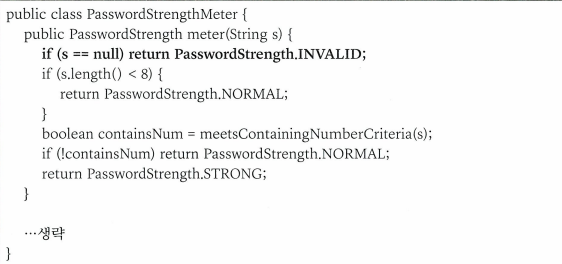 public class PasswordStrengthMeter {
public PasswordStrength meter(String s) {
if (s == null) return PasswordStrength.INVALID;
if (s.length() < 8) {
return PasswordStrength.NORMAL;
}
boolean containsNum = meetsContainingNumberCriteria(s);
if (!containsNum) return PasswordStrength.NORMAL;
return PasswordStrength.STRONG;
}
…생략
}